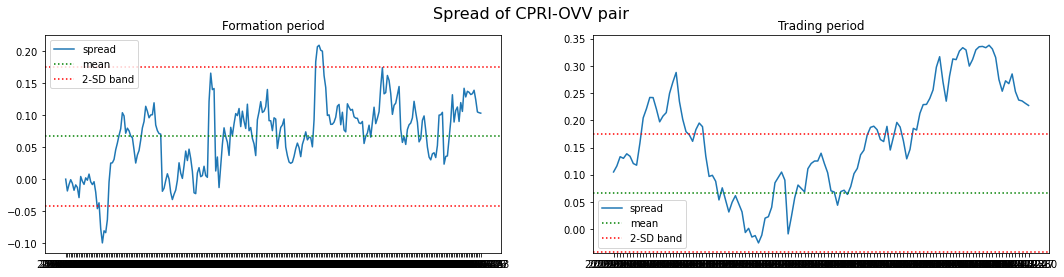 Spread of CPRI-OVV pair
Formation period
0.20
0.15
0.10
0.05
0.00
−0.05
−0.10
spread
mean
2-SD band
Trading period
0.35
0.30
0.25
0.20
0.15
0.10
0.05
0.00
spread
mean
2-SD band